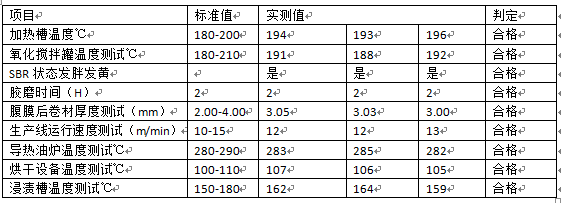 项目 标准值 实测值 判定
加热槽温度℃ 180-200 194 193 196 合格
氧化搅拌罐温度测试℃ 180-210 191 188 192 合格
SBR 状态发胖发黄 是 是 是 合格
胶磨时间（H） 2 2 2 2 合格
腹膜后卷材厚度测试（mm） 2.00-4.00 3.05 3.03 3.00 合格
生产线运行速度测试（m/min） 10-15 12 12 13 合格
导热油炉温度测试℃ 280-290 283 285 282 合格
烘干设备温度测试℃ 100-110 107 106 105 合格
浸渍槽温度测试℃ 150-180 162 164 159 合格